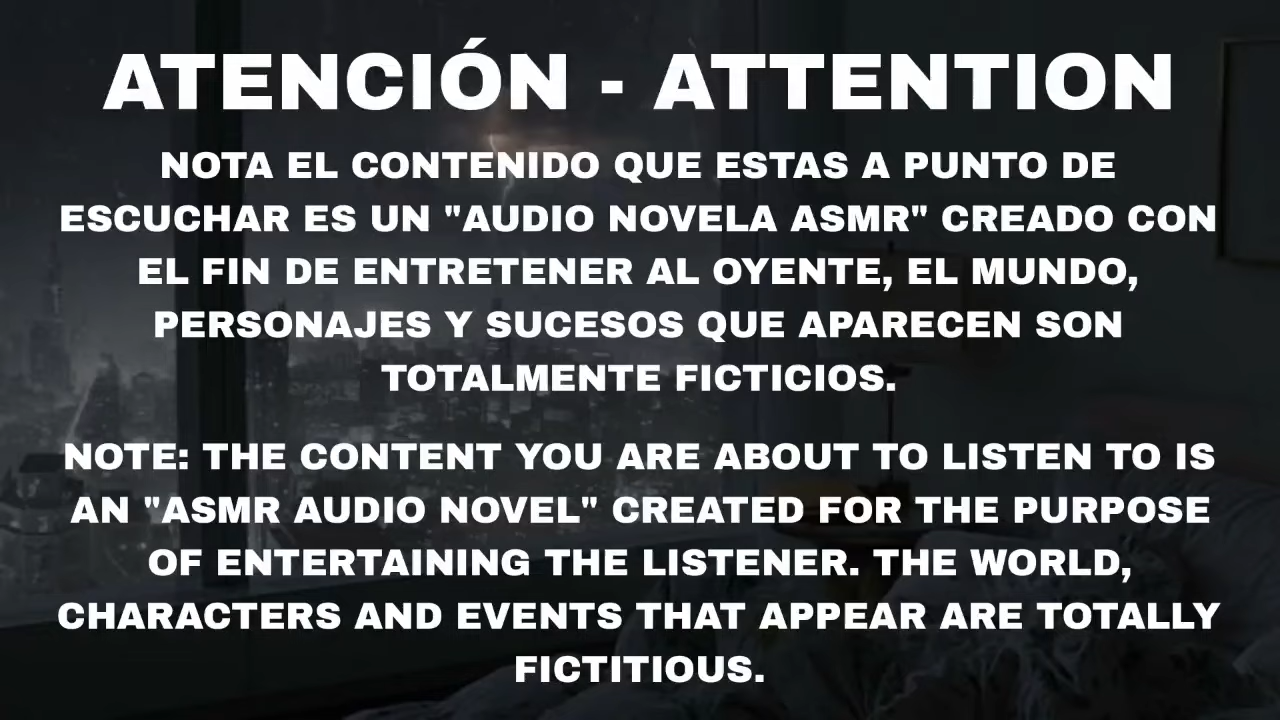 ATENCIÓN - ATTENTION
NOTA EL CONTENIDO QUE ESTAS A PUNTO DE
ESCUCHAR ES UN "AUDIO NOVELA ASMR" CREADO CON
EL FIN DE ENTRETENER AL OYENTE, EL MUNDO,
PERSONAJES Y SUCESOS QUE APARECEN SON
TOTALMENTE FICTICIOS.
NOTE: THE CONTENT YOU ARE ABOUT TO LISTEN TO IS
AN "ASMR AUDIO NOVEL" CREATED FOR THE PURPOSE
OF ENTERTAINING THE LISTENER. THE WORLD,
CHARACTERS AND EVENTS THAT APPEAR ARE TOTALLY
FICTITIOUS.